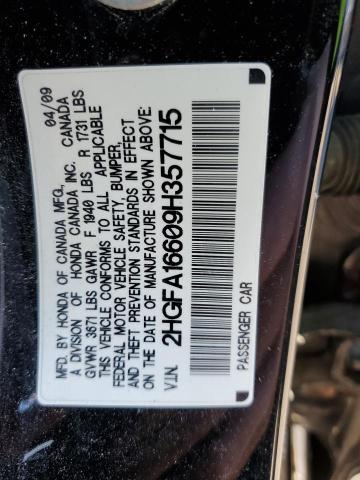 MFD. BY HONDA OF CANADA MFG., 04/09
A DIVISION OF HONDA CANADA INC. CANADA
GVWR 3671 LBS GAWR F 1940 LBS R 1731 LBS
THIS VEHICLE CONFORMS TO ALL APPLICABLE
FEDERAL MOTOR VEHICLE SAFETY, BUMPER,
AND THEFT PREVENTION STANDARDS IN EFFECT
ON THE DATE OF MANUFACTURE SHOWN ABOVE.
V.I.N. 2HGFA16609H357715
PASSENGER CAR